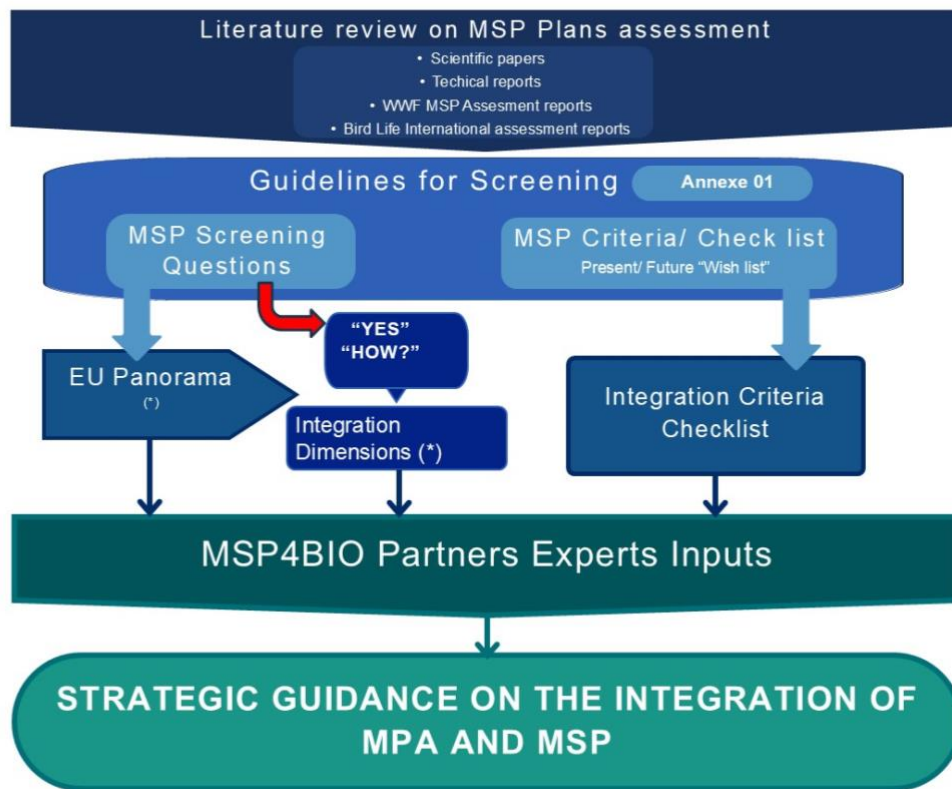 Literature review on MSP Plans assessment
• Scientific papers
• Techical reports
• WWF MSP Assesment reports
• Bird Life International assessment reports
Guidelines for Screening
Annexe 01
MSP Screening
Questions
MSP Criteria/ Check list
Present/ Future “Wish list”
“YES”
“HOW?”
EU Panorama
(*)
Integration
Dimensions (*)
Integration Criteria
Checklist
MSP4BIO Partners Experts Inputs
STRATEGIC GUIDANCE ON THE INTEGRATION OF
MPA AND MSP